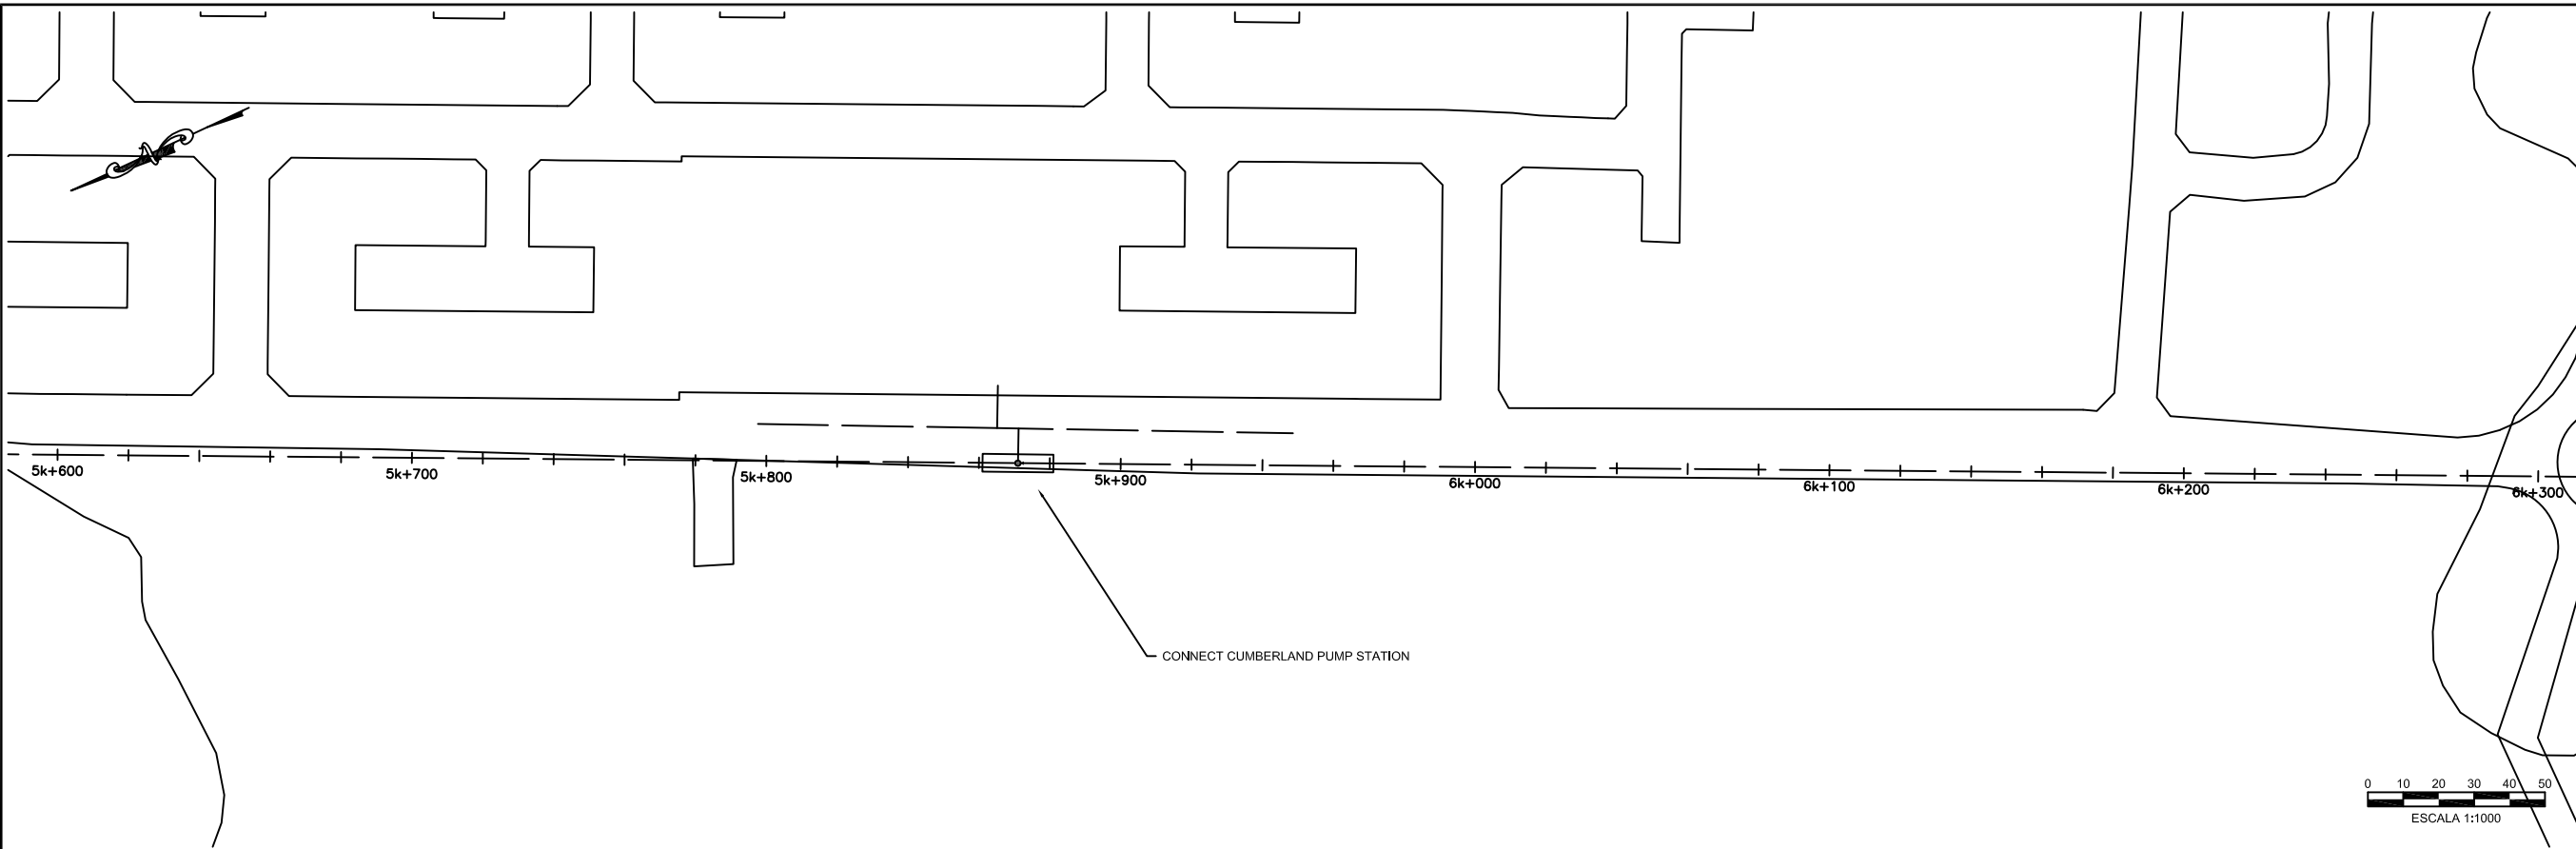 N
5k+600
5k+700
5k+800
5k+900
6k+000
6k+100
6k+200
6k+300
CONNECT CUMBERLAND PUMP STATION
0 10 20 30 40 50
ESCALA 1:1000